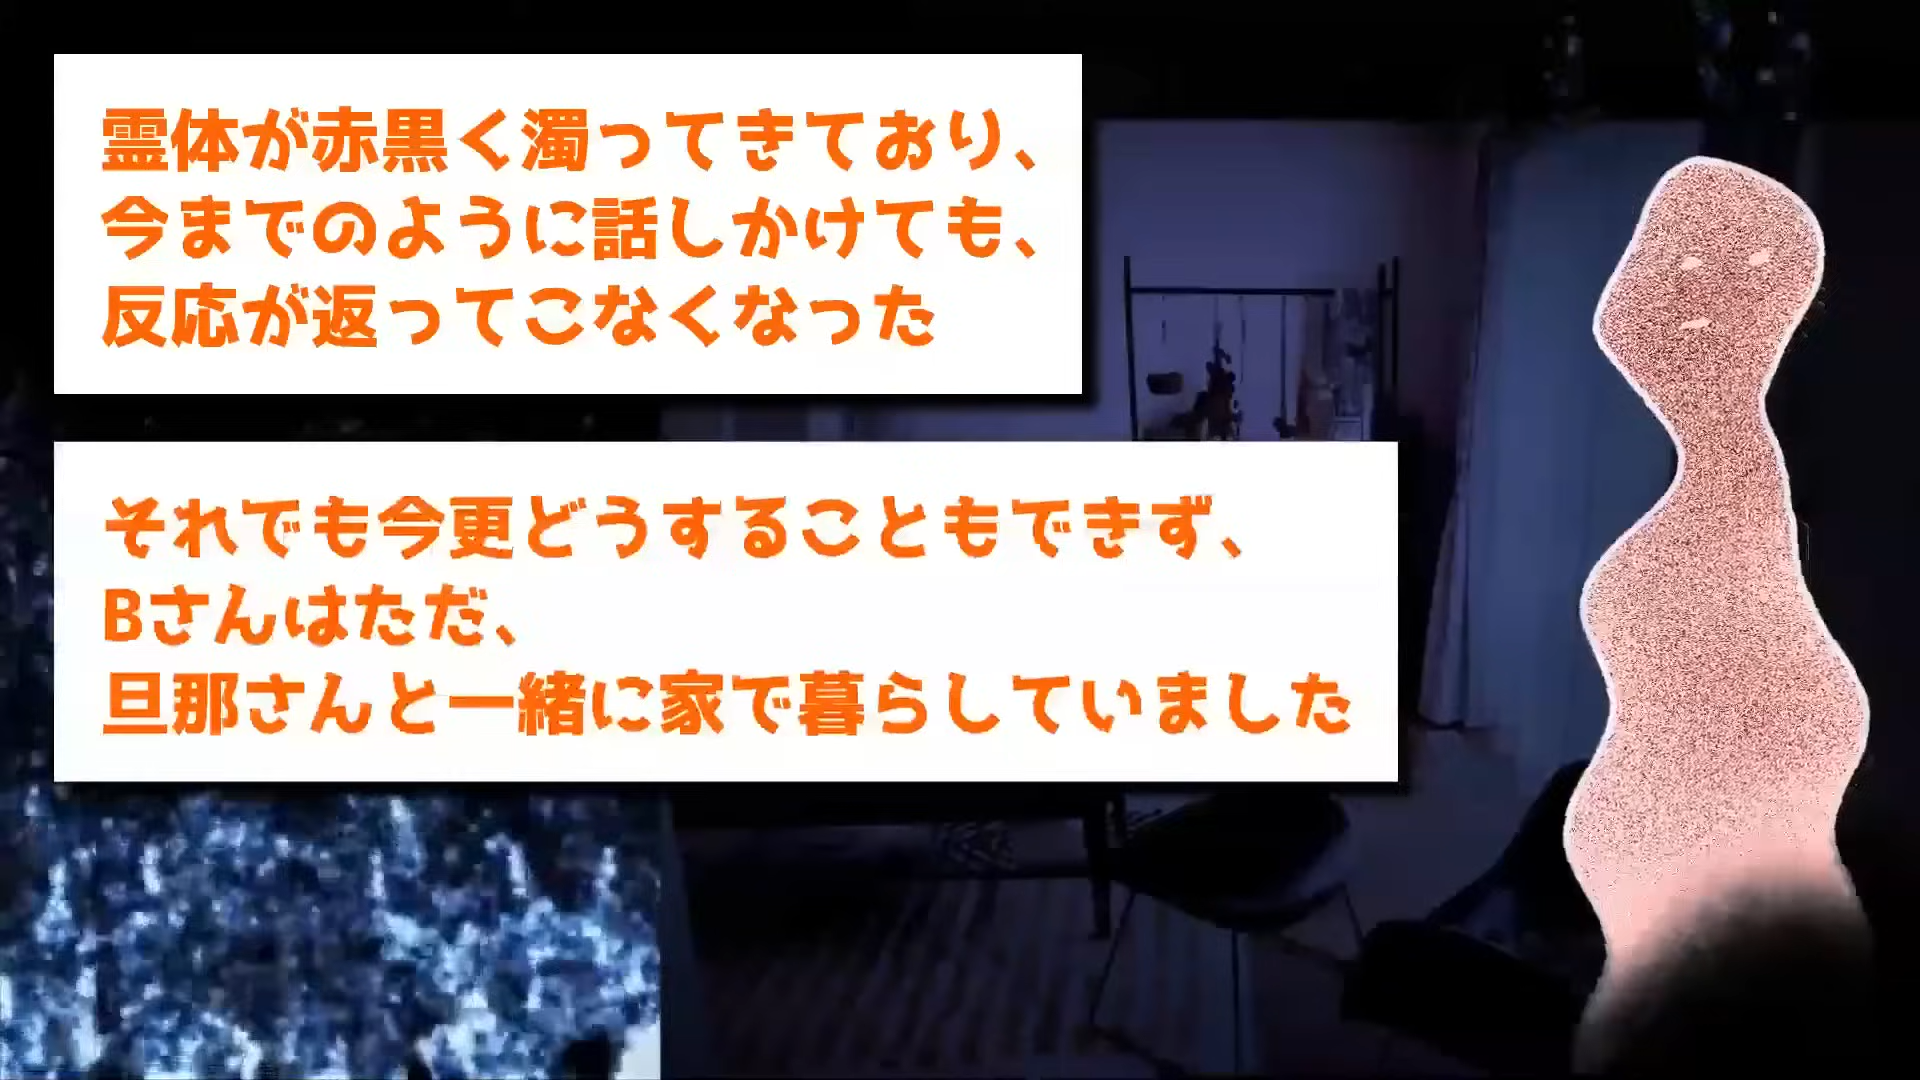 霊体が赤黒く濁ってきており、
今までのように話しかけても、
反応が返ってこなくなった
それでも今更どうすることもできず、
Bさんはただ、
旦那さんと一緒に家で暮らしていました